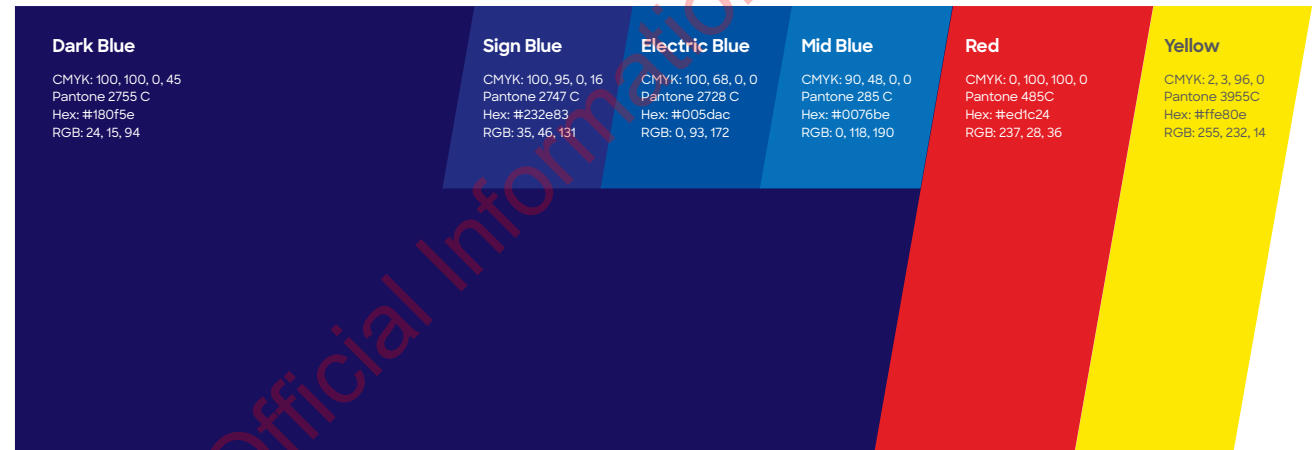 Dark Blue
CMYK: 100, 100, 0, 45
Pantone 2755 C
Hex: #180f5e
RGB: 24, 15, 94
Sign Blue
CMYK: 100, 95, 0, 16
Pantone 2747 C
Hex: #232e83
RGB: 35, 46, 131
Electric Blue
CMYK: 100, 68, 0, 0
Pantone 2728 C
Hex: #005dac
RGB: 0, 93, 172
Mid Blue
CMYK: 90, 48, 0, 0
Pantone 285 C
Hex: #0076be
RGB: 0, 118, 190
Red
CMYK: 0, 100, 100, 0
Pantone 485C
Hex: #ed1c24
RGB: 237, 28, 36
Yellow
CMYK: 2, 3, 96, 0
Pantone 3955C
Hex: #ffe80e
RGB: 255, 232, 14
Official Information